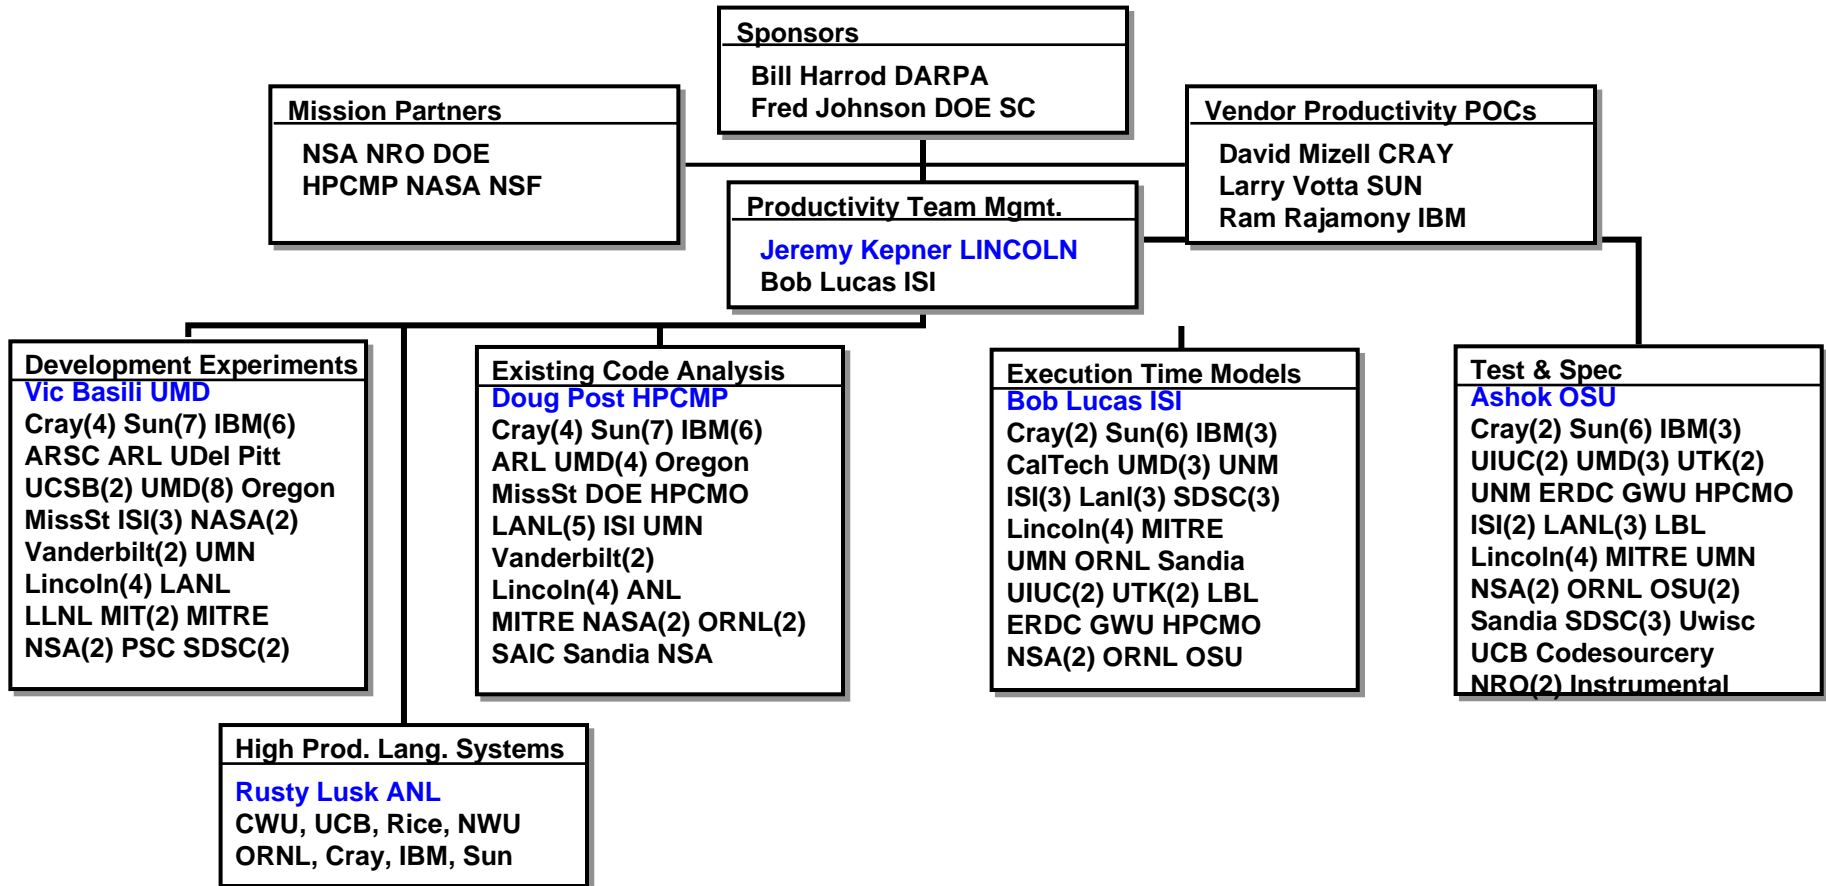 Sponsors
Bill Harrod DARPA
Fred Johnson DOE SC
Mission Partners
NSA NRO DOE
HPCMP NASA NSF
Vendor Productivity POCs
David Mizell CRAY
Larry Votta SUN
Ram Rajamony IBM
Productivity Team Mgmt.
Jeremy Kepner LINCOLN
Bob Lucas ISI
Development Experiments
Vic Basili UMD
Cray(4) Sun(7) IBM(6)
ARSC ARL UDel Pitt
UCSB(2) UMD(8) Oregon
MissSt ISI(3) NASA(2)
Vanderbilt(2) UMN
Lincoln(4) LANL
LLNL MIT(2) MITRE
NSA(2) PSC SDSC(2)
Existing Code Analysis
Doug Post HPCMP
Cray(4) Sun(7) IBM(6)
ARL UMD(4) Oregon
MissSt DOE HPCMO
LANL(5) ISI UMN
Vanderbilt(2)
Lincoln(4) ANL
MITRE NASA(2) ORNL(2)
SAIC Sandia NSA
Execution Time Models
Bob Lucas ISI
Cray(2) Sun(6) IBM(3)
CalTech UMD(3) UNM
ISI(3) Lanl(3) SDSC(3)
Lincoln(4) MITRE
UMN ORNL Sandia
UIUC(2) UTK(2) LBL
ERDC GWU HPCMO
NSA(2) ORNL OSU
Test & Spec
Ashok OSU
Cray(2) Sun(6) IBM(3)
UIUC(2) UMD(3) UTK(2)
UNM ERDC GWU HPCMO
ISI(2) LANL(3) LBL
Lincoln(4) MITRE UMN
NSA(2) ORNL OSU(2)
Sandia SDSC(3) Uwisc
UCB Codesourcery
NRO(2) Instrumental
High Prod. Lang. Systems
Rusty Lusk ANL
CWU, UCB, Rice, NWU
ORNL, Cray, IBM, Sun